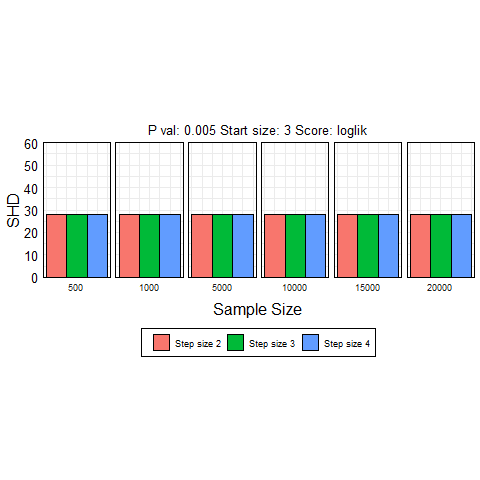 P val: 0.005 Start size: 3 Score: loglik
60
50
40
30
20
10
0
SHD
500 1000 5000 10000 15000 20000
Sample Size
Step size 2 Step size 3 Step size 4